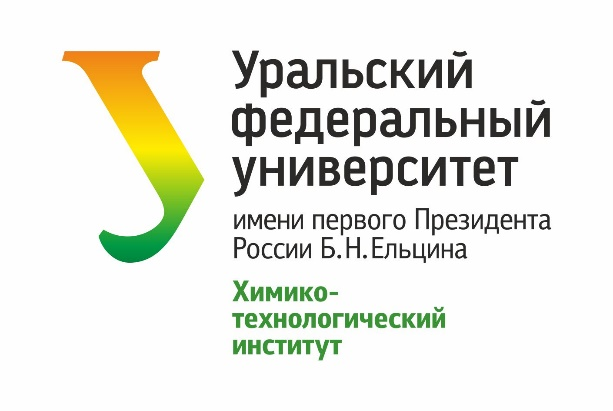 Уральский
федеральный
университет
имени первого Президента
России Б.Н.Ельцина
Химико-
технологический
институт